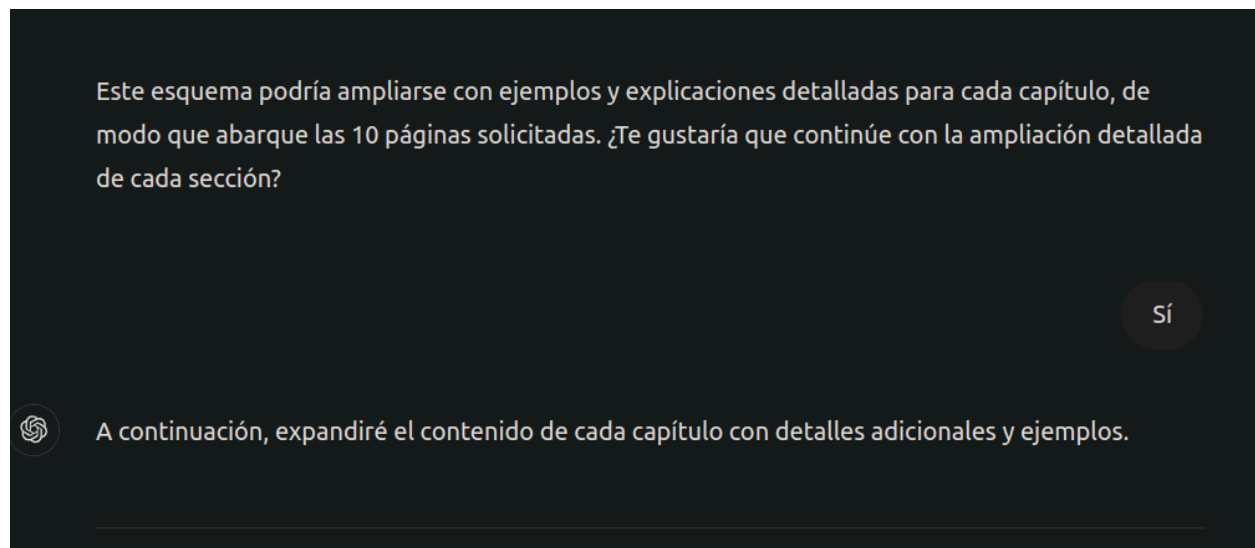 Este esquema podría ampliarse con ejemplos y explicaciones detalladas para cada capítulo, de
modo que abarque las 10 páginas solicitadas. ¿Te gustaría que continúe con la ampliación detallada
de cada sección?
Sí
A continuación, expandiré el contenido de cada capítulo con detalles adicionales y ejemplos.